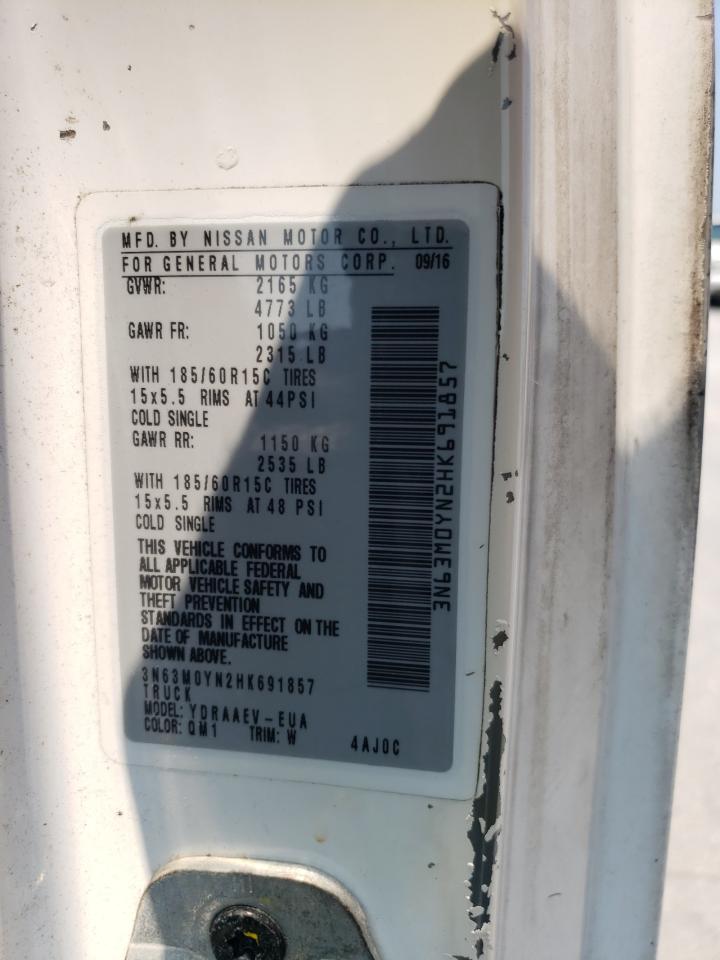 MFD. BY NISSAN MOTOR CO., LTD.
FOR GENERAL MOTORS CORP. 09/16
GVWR: 2165 KG
4773 LB
GAWR FR: 1050 KG
2315 LB
WITH 185/60R15C TIRES
15x5.5 RIMS AT 44PSI
COLD SINGLE
GAWR RR: 1150 KG
2535 LB
WITH 185/60R15C TIRES
15x5.5 RIMS AT 48 PSI
COLD SINGLE
THIS VEHICLE CONFORMS TO
ALL APPLICABLE FEDERAL
MOTOR VEHICLE SAFETY AND
THEFT PREVENTION
STANDARDS IN EFFECT ON THE
DATE OF MANUFACTURE
SHOWN ABOVE.
3N63M0YN2HK691857
TRUCK
MODEL: YDRAAEV-EUA
COLOR: QM1 TRIM: W 4AJ0C
3N63M0YN2HK691857